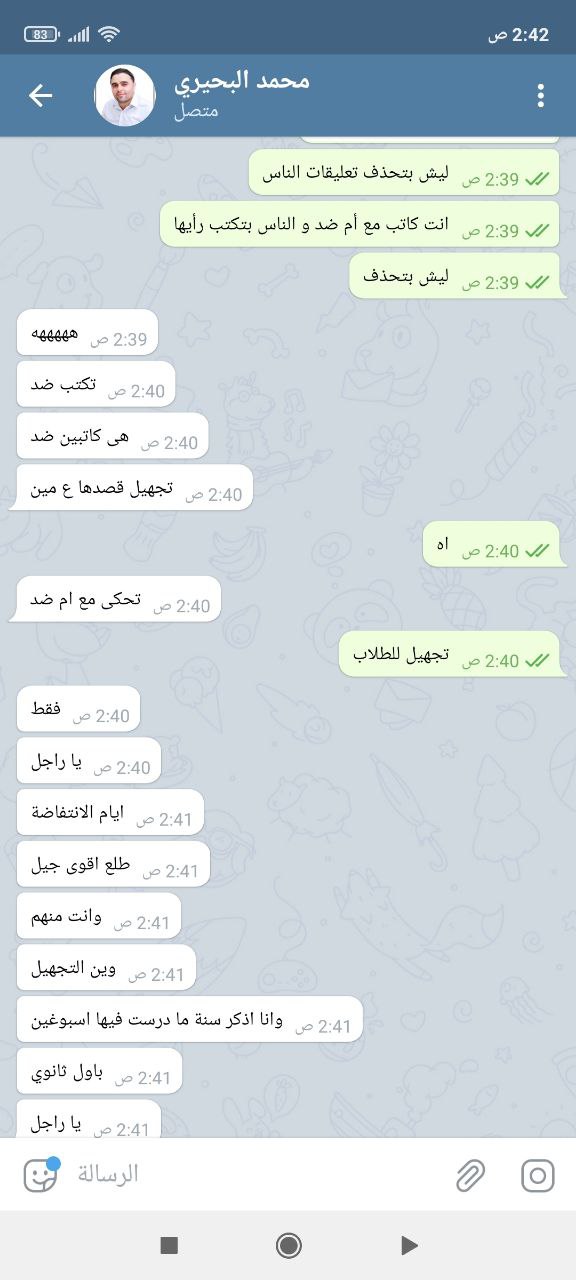 2:42 ص
83
محمد البحيري
متصل
ليش بتحذف تعليقات الناس 2:39 ص
انت كاتب مع أم ضد و الناس بتكتب رأيها 2:39 ص
ليش بتحذف 2:39 ص
هههههه 2:39 ص
تكتب ضد 2:40 ص
هى كاتبين ضد 2:40 ص
تجهيل قصدها ع مين 2:40 ص
اه 2:40 ص
تحكى مع ام ضد 2:40 ص
تجهيل للطلاب 2:40 ص
فقط 2:40 ص
يا راجل 2:40 ص
ايام الانتفاضة 2:41 ص
طلع اقوى جيل 2:41 ص
وانت منهم 2:41 ص
وين التجهيل 2:41 ص
وانا اذكر سنة ما درست فيها اسبوغين 2:41 ص
باول ثانوي 2:41 ص
يا راجل 2:41 ص
الرسالة